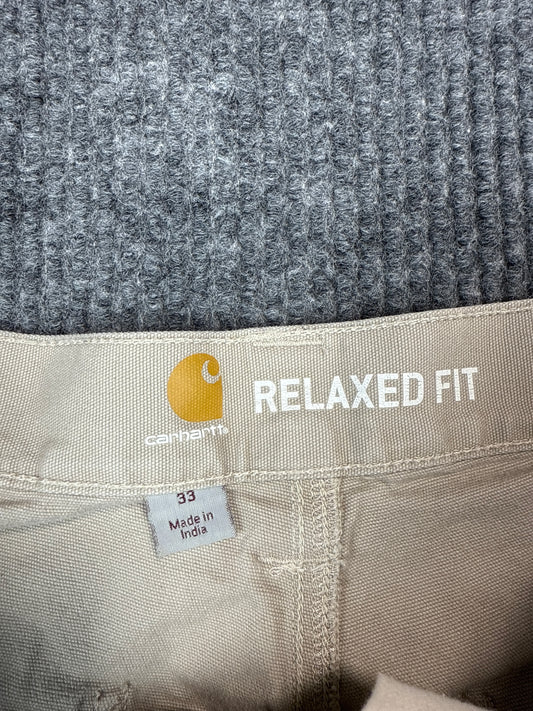 RELAXED FIT
carhartt
33
Made in
India